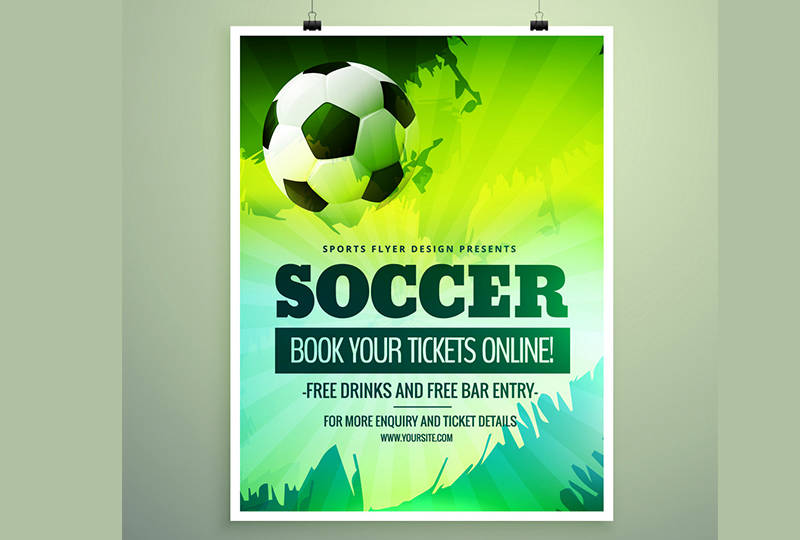 SPORTS FLYER DESIGN PRESENTS
SOCCER
BOOK YOUR TICKETS ONLINE!
-FREE DRINKS AND FREE BAR ENTRY-
FOR MORE ENQUIRY AND TICKET DETAILS
WWW.YOURSITE.COM